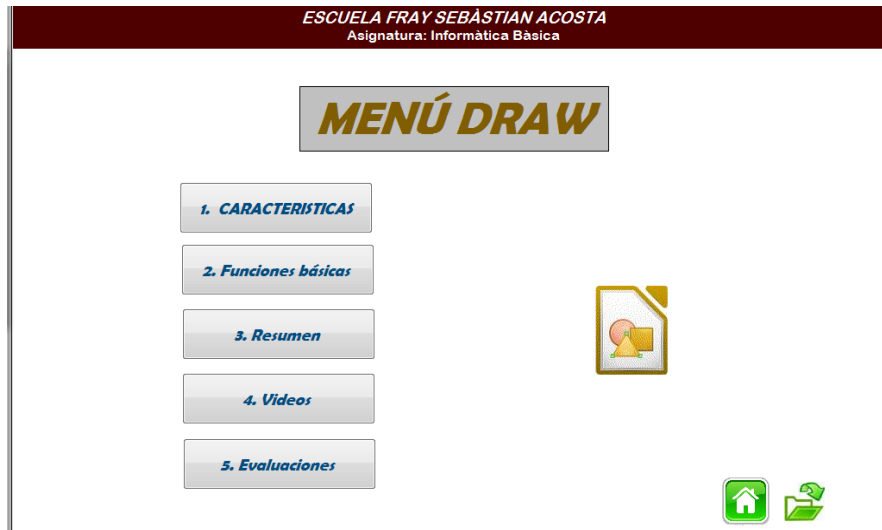 ESCUELA FRAY SEBÀSTIAN ACOSTA
Asignatura: Informàtica Bàsica
MENÚ DRAW
1. CARACTERISTICAS
2. Funciones básicas
3. Resumen
4. Videos
5. Evaluaciones